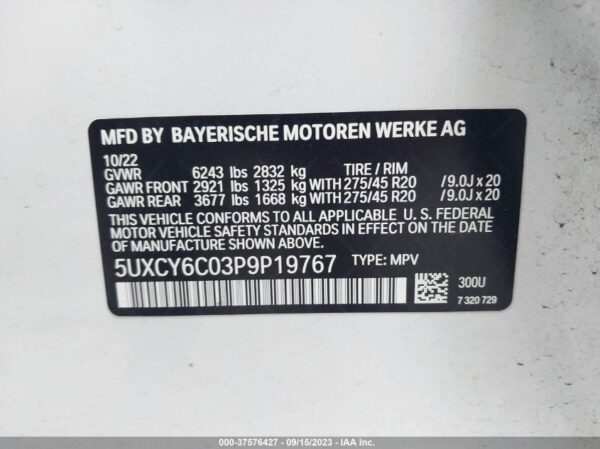 MFD BY BAYERISCHE MOTOREN WERKE AG
10/22
GVWR 6243 lbs 2832 kg TIRE / RIM
GAWR FRONT 2921 lbs 1325 kg WITH 275/45 R20 /9.0J x 20
GAWR REAR 3677 lbs 1668 kg WITH 275/45 R20 /9.0J x 20
THIS VEHICLE CONFORMS TO ALL APPLICABLE U. S. FEDERAL
MOTOR VEHICLE SAFETY STANDARDS IN EFFECT ON THE
DATE OF MANUFACTURE SHOWN ABOVE.
5UXCY6C03P9P19767 TYPE: MPV
300U
7 320 729
000-37576427 - 09/15/2023 - IAA Inc.